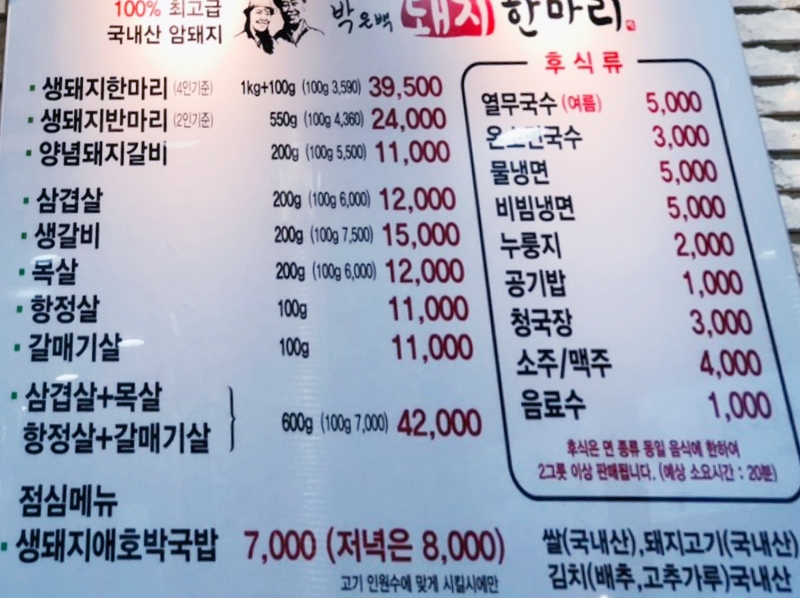 100% 최고급
국내산 암돼지
박은백 돼지 한마리
· 생돼지한마리 (4인기준) 1kg+100g (100g 3,590) 39,500
· 생돼지반마리 (2인기준) 550g (100g 4,360) 24,000
· 양념돼지갈비 200g (100g 5,500) 11,000
· 삼겹살 200g (100g 6,000) 12,000
· 생갈비 200g (100g 7,500) 15,000
· 목살 200g (100g 6,000) 12,000
· 항정살 100g 11,000
· 갈매기살 100g 11,000
· 삼겹살+목살
항정살+갈매기살 600g (100g 7,000) 42,000
점심메뉴
· 생돼지애호박국밥 7,000 (저녁은 8,000)
고기 인원수에 맞게 시킬시에만
후식류
열무국수 (여름) 5,000
3,000
물냉면 5,000
비빔냉면 5,000
누룽지 2,000
공기밥 1,000
청국장 3,000
소주/맥주 4,000
음료수 1,000
후식은 면 종류 동일 음식에 한하여
2그릇 이상 판매됩니다. (예상 소요시간 : 20분)
쌀(국내산),돼지고기(국내산)
김치(배추,고추가루)국내산